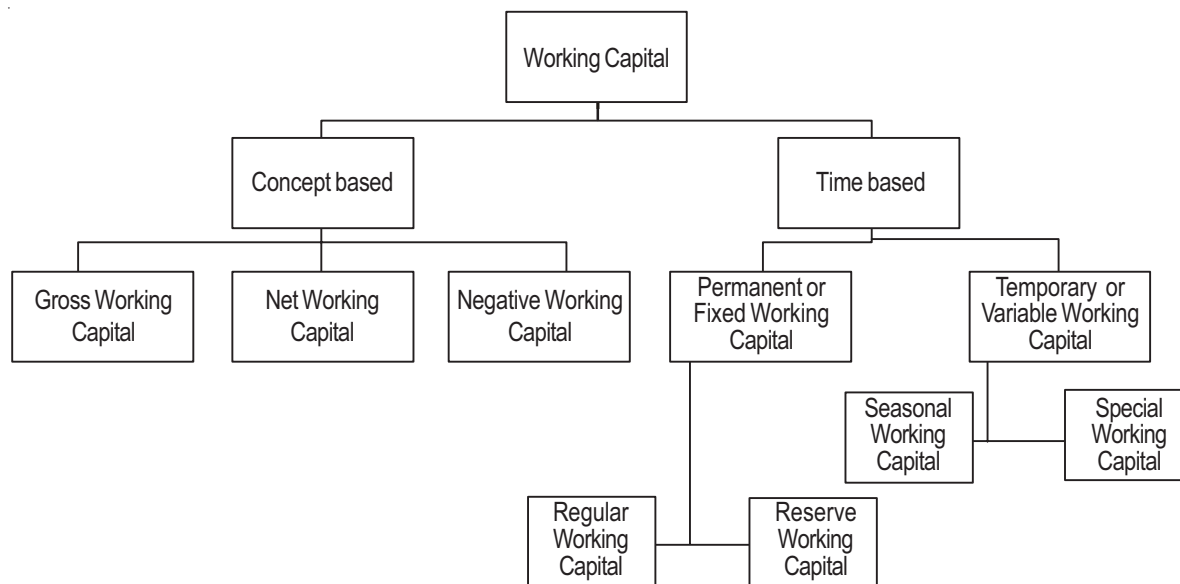 Working Capital
Concept based
Time based
Gross Working
Capital
Net Working
Capital
Negative Working
Capital
Permanent or
Fixed Working
Capital
Temporary or
Variable Working
Capital
Seasonal
Working
Capital
Special
Working
Capital
Regular
Working
Capital
Reserve
Working
Capital